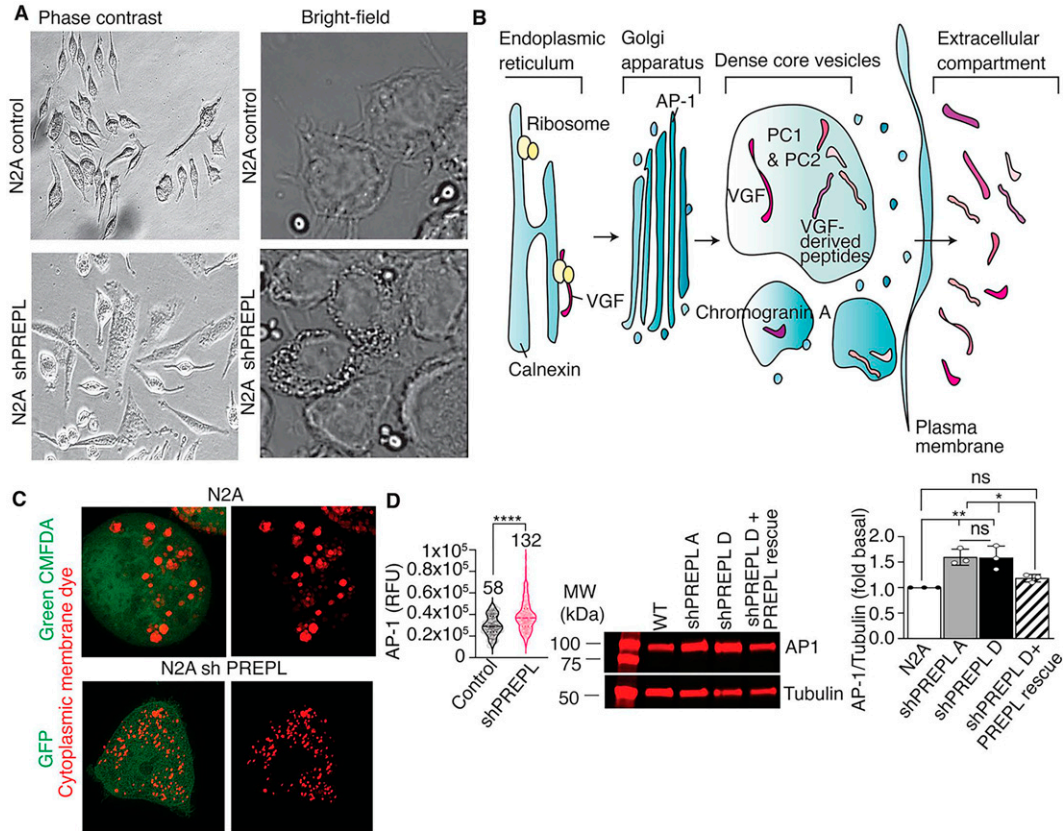 A
Phase contrast
Bright-field
N2A control
N2A control
N2A shPREPL
N2A shPREPL
B
Endoplasmic
reticulum
Golgi
apparatus
Dense core vesicles
Extracellular
compartment
AP-1
Ribosome
PC1
& PC2
VGF
VGF-
derived
peptides
VGF
Chromogranin A
Calnexin
Plasma
membrane
C
N2A
Green CMFDA
Cytoplasmic membrane dye
N2A sh PREPL
GFP
D
AP-1 (RFU)
1x10⁵
0.8x10⁵
0.6x10⁵
0.4x10⁵
0.2x10⁵
0
****
58
132
Control
shPREPL
MW
(kDa)
100
75
50
WT
shPREPL A
shPREPL D
shPREPL D +
PREPL rescue
AP1
Tubulin
AP-1/Tubulin (fold basal)
2.0
1.5
1.0
0.5
0
ns
*
**
ns
N2A
shPREPL A
shPREPL D
shPREPL D+
PREPL rescue